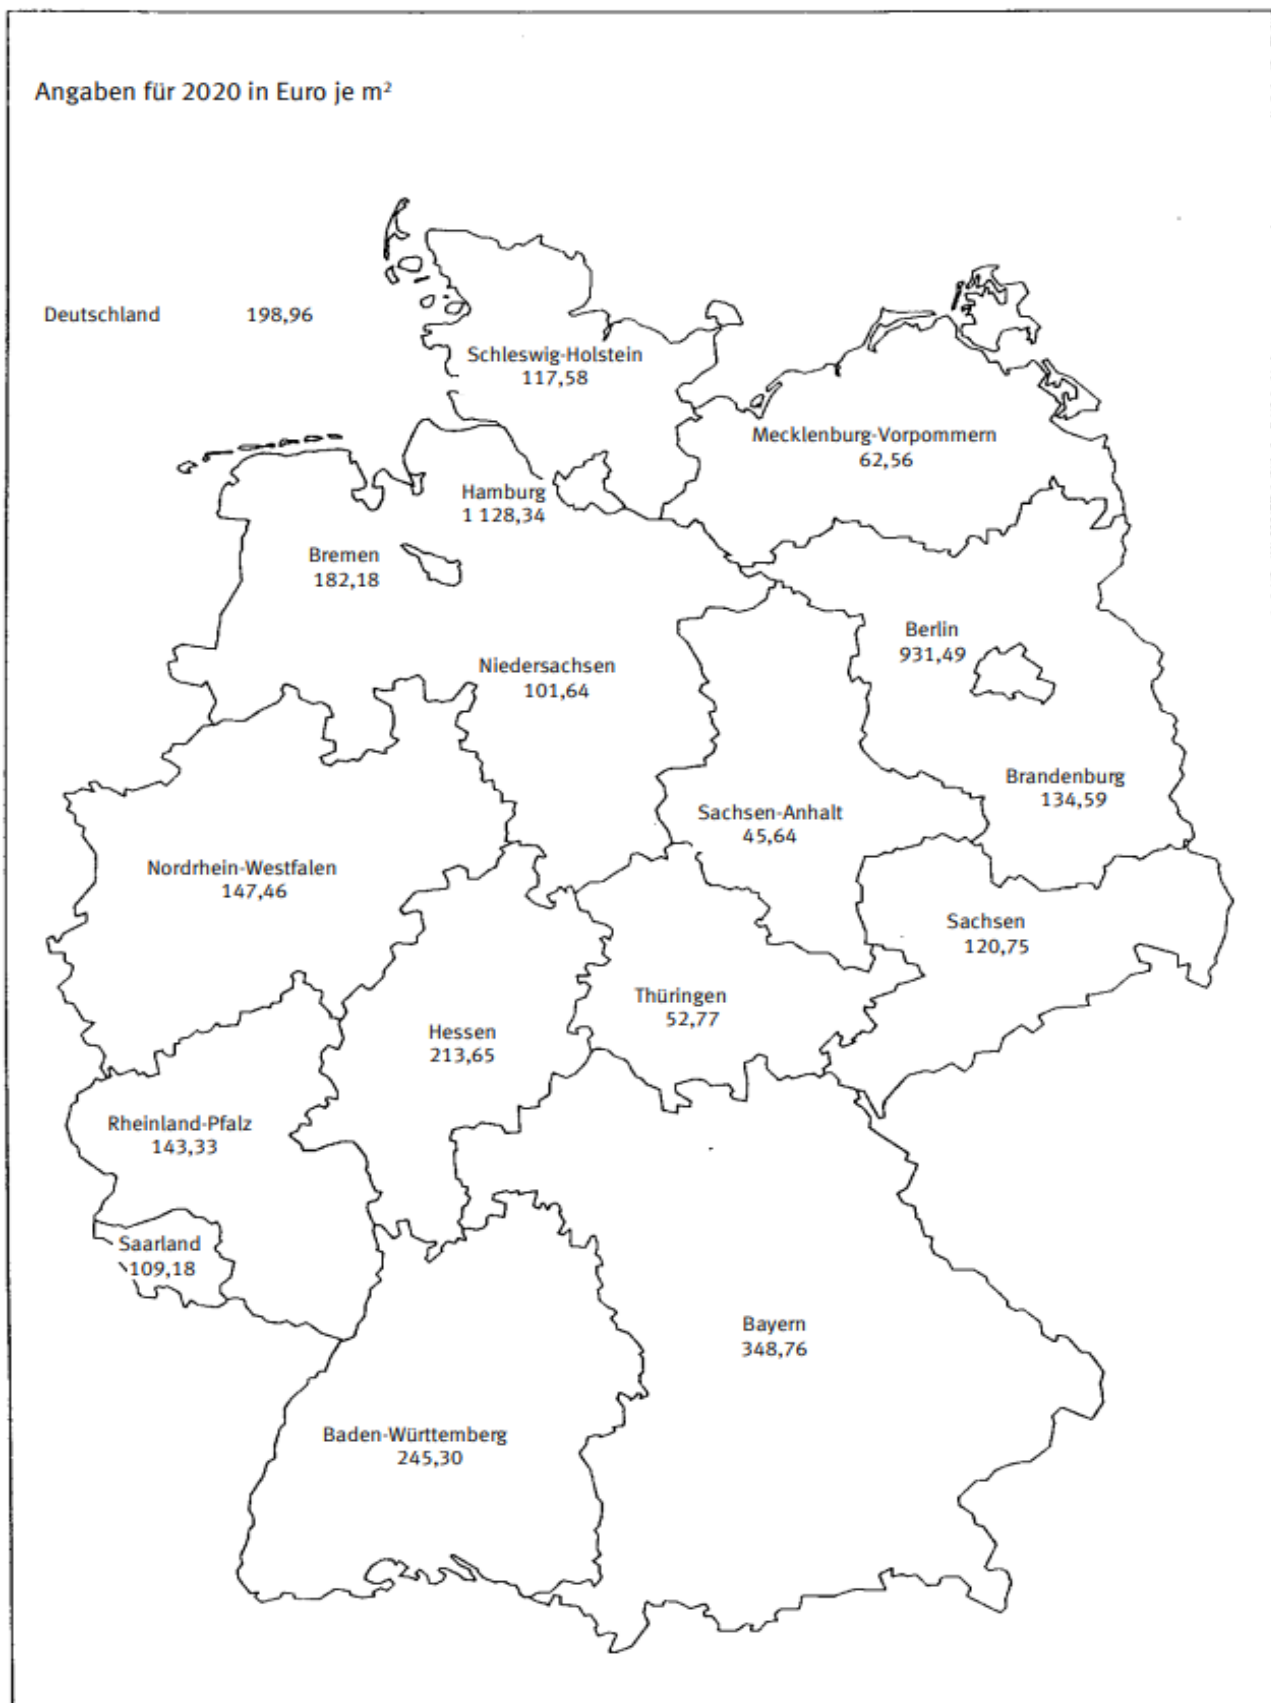 Angaben für 2020 in Euro je m²
Deutschland 198,96
Schleswig-Holstein
117,58
Mecklenburg-Vorpommern
62,56
Hamburg
1 128,34
Bremen
182,18
Berlin
931,49
Niedersachsen
101,64
Brandenburg
134,59
Sachsen-Anhalt
45,64
Nordrhein-Westfalen
147,46
Sachsen
120,75
Thüringen
52,77
Hessen
213,65
Rheinland-Pfalz
143,33
Saarland
109,18
Bayern
348,76
Baden-Württemberg
245,30